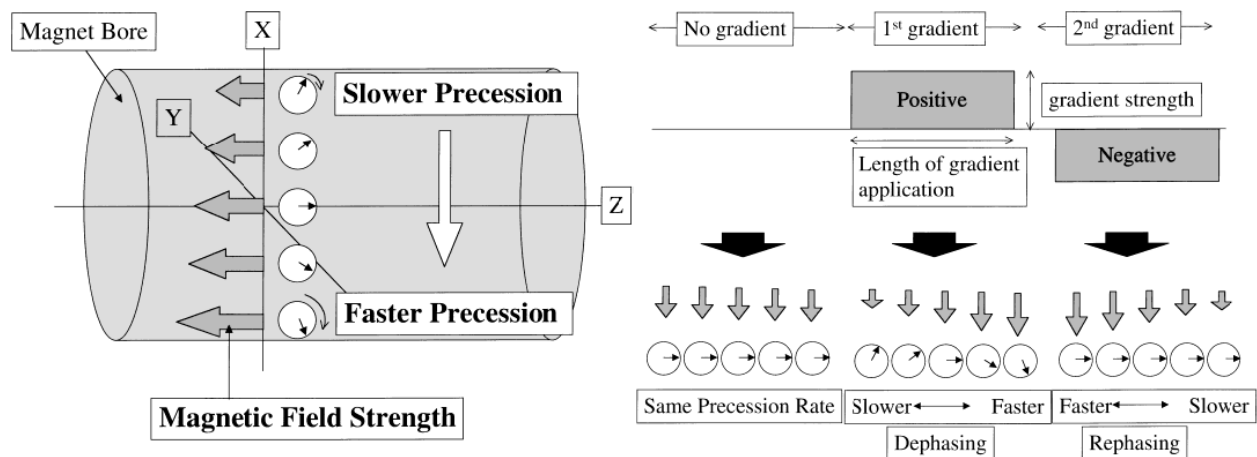 Magnet Bore
X
Y
Z
Slower Precession
Faster Precession
Magnetic Field Strength
No gradient
1st gradient
2nd gradient
Positive
gradient strength
Length of gradient
application
Negative
Same Precession Rate
Slower
Faster
Dephasing
Faster
Slower
Rephasing